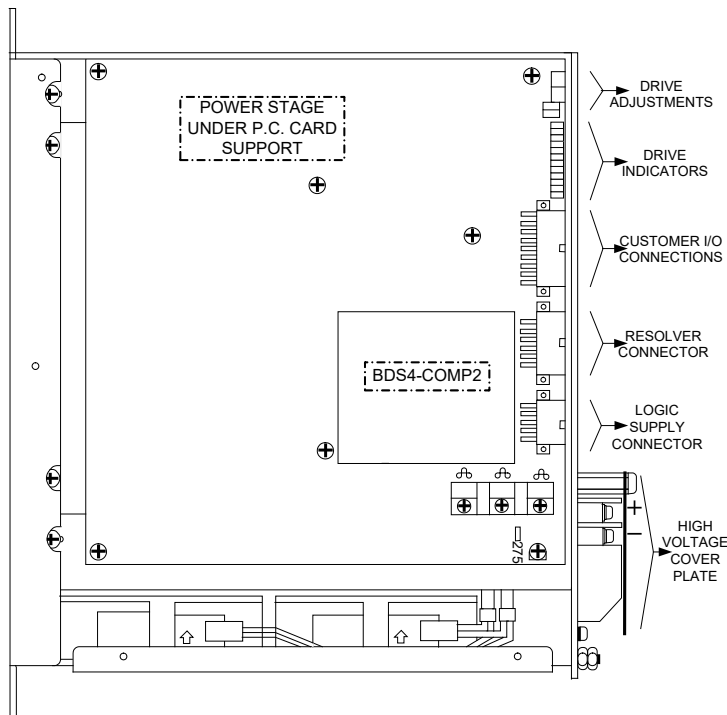 POWER STAGE
UNDER P.C. CARD
SUPPORT
DRIVE
ADJUSTMENTS
DRIVE
INDICATORS
CUSTOMER I/O
CONNECTIONS
RESOLVER
CONNECTOR
BDS4-COMP2
LOGIC
SUPPLY
CONNECTOR
+
−
275
HIGH
VOLTAGE
COVER
PLATE